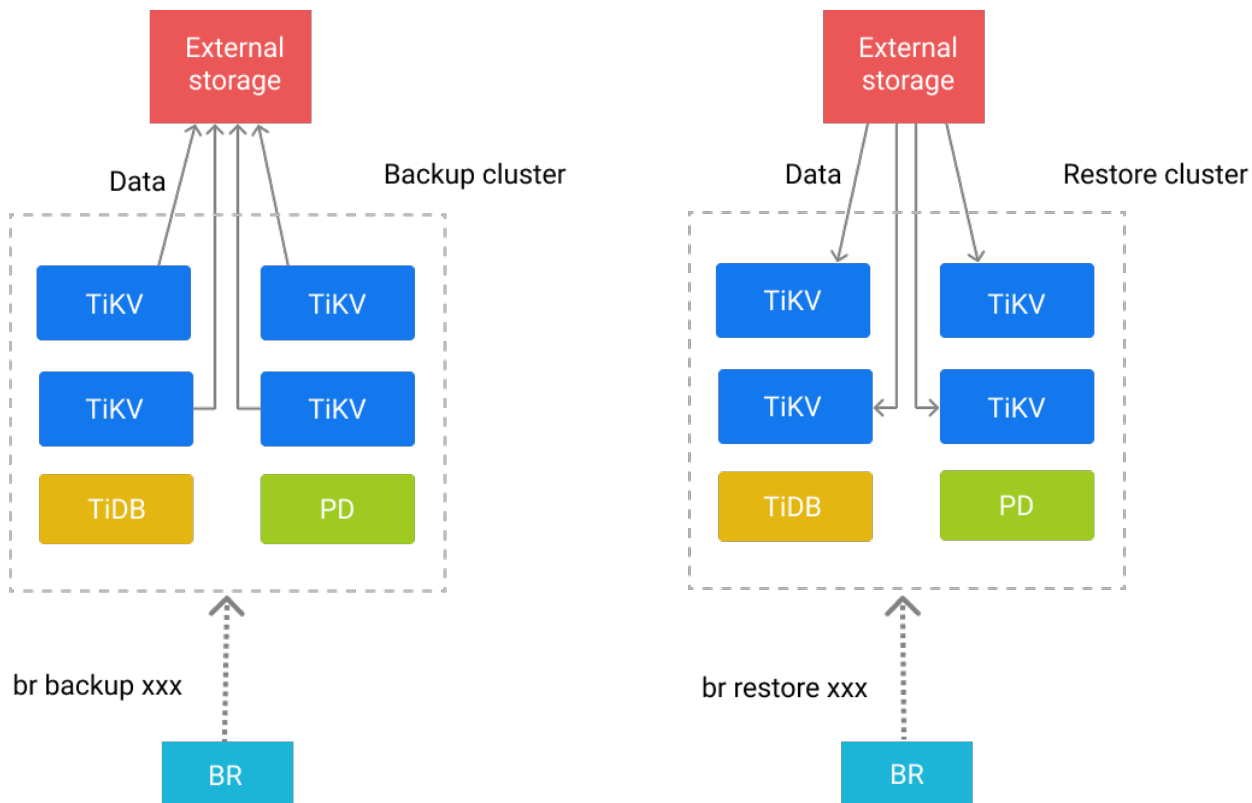 External
storage
Data
Backup cluster
TiKV
TiKV
TiKV
TiKV
TiDB
PD
br backup xxx
BR
External
storage
Data
Restore cluster
TiKV
TiKV
TiKV
TiKV
TiDB
PD
br restore xxx
BR